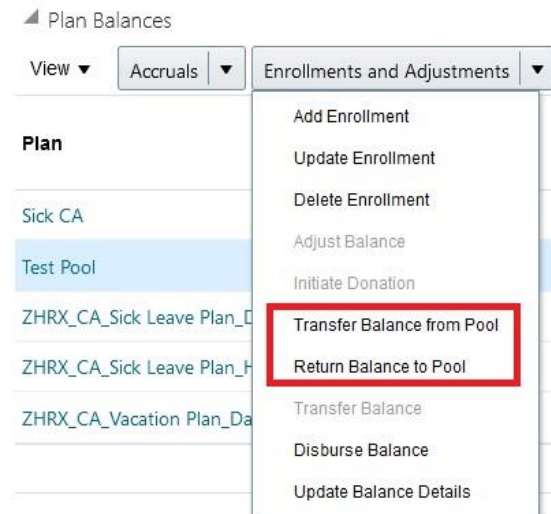 Plan Balances
View
Accruals
Enrollments and Adjustments
Plan
Add Enrollment
Update Enrollment
Delete Enrollment
Adjust Balance
Initiate Donation
Transfer Balance from Pool
Return Balance to Pool
Transfer Balance
Disburse Balance
Update Balance Details
Sick CA
Test Pool
ZHRX_CA_Sick Leave Plan_D
ZHRX_CA_Sick Leave Plan_H
ZHRX_CA_Vacation Plan_Da